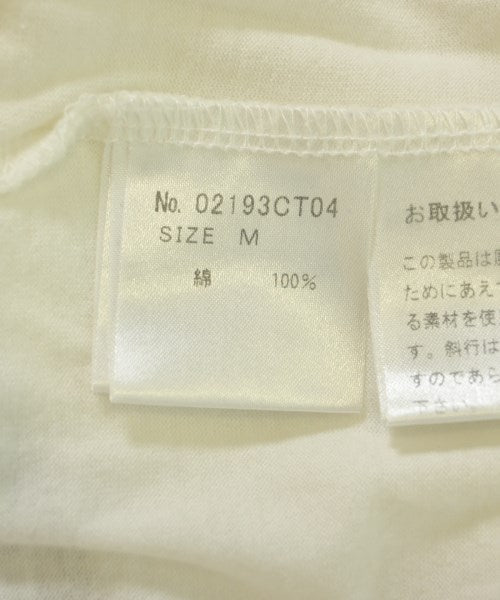 No. 02193CT04
SIZE M
綿 100%
お取扱い
この製品は
ためにあえて
る素材を使
す。斜行は
すのであら
下さい。